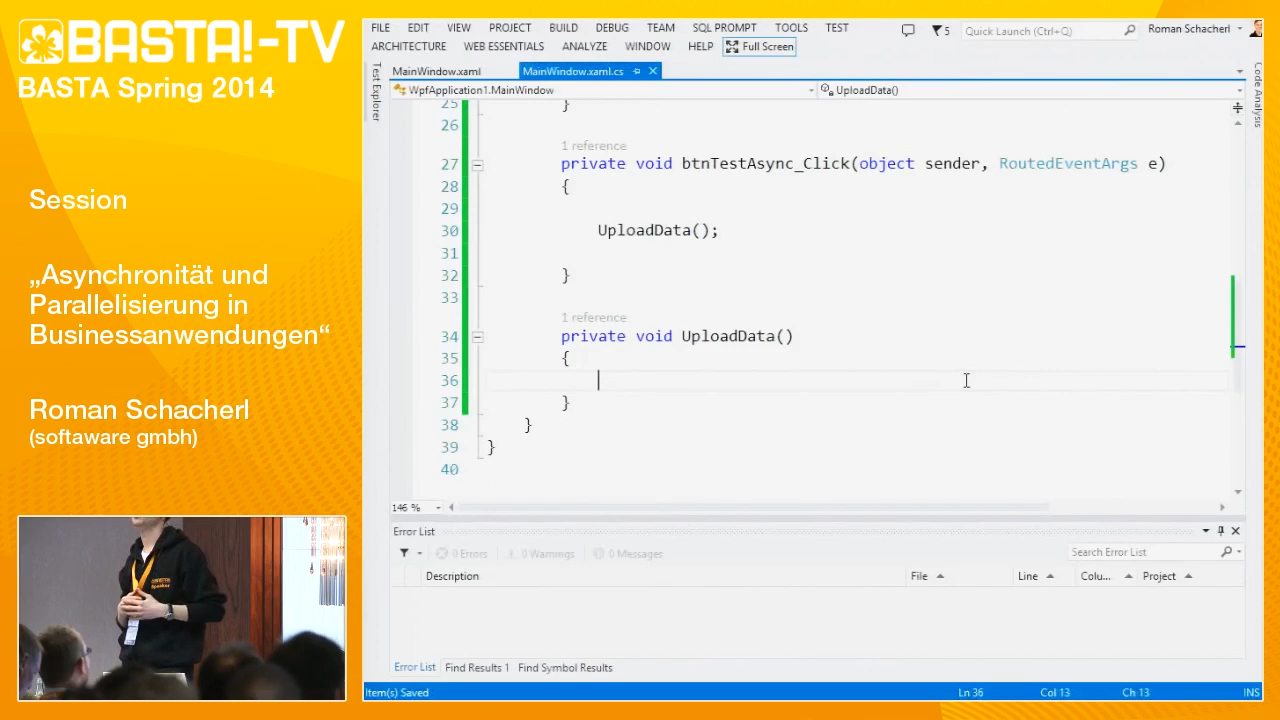 BASTA!-TV
BASTA Spring 2014
Session
„Asynchronität und
Parallelisierung in
Businessanwendungen“
Roman Schacherl
(softaware gmbh)
FILE EDIT VIEW PROJECT BUILD DEBUG TEAM SQL PROMPT TOOLS TEST
5 Quick Launch (Ctrl+Q) Roman Schacherl
ARCHITECTURE WEB ESSENTIALS ANALYZE WINDOW HELP Full Screen
Test Explorer
MainWindow.xaml MainWindow.xaml.cs
Code Analysis
WpfApplication1.MainWindow UploadData()
25 }
26
1 reference
27 private void btnTestAsync_Click(object sender, RoutedEventArgs e)
28 {
29
30 UploadData();
31
32 }
33
1 reference
34 private void UploadData()
35 {
36
37 }
38 }
39 }
40
146 %
Error List
0 Errors 0 Warnings 0 Messages Search Error List
Description File Line Colu... Project
Error List Find Results 1 Find Symbol Results
Item(s) Saved Ln 36 Col 13 Ch 13 INS
BASTA!
Speaker